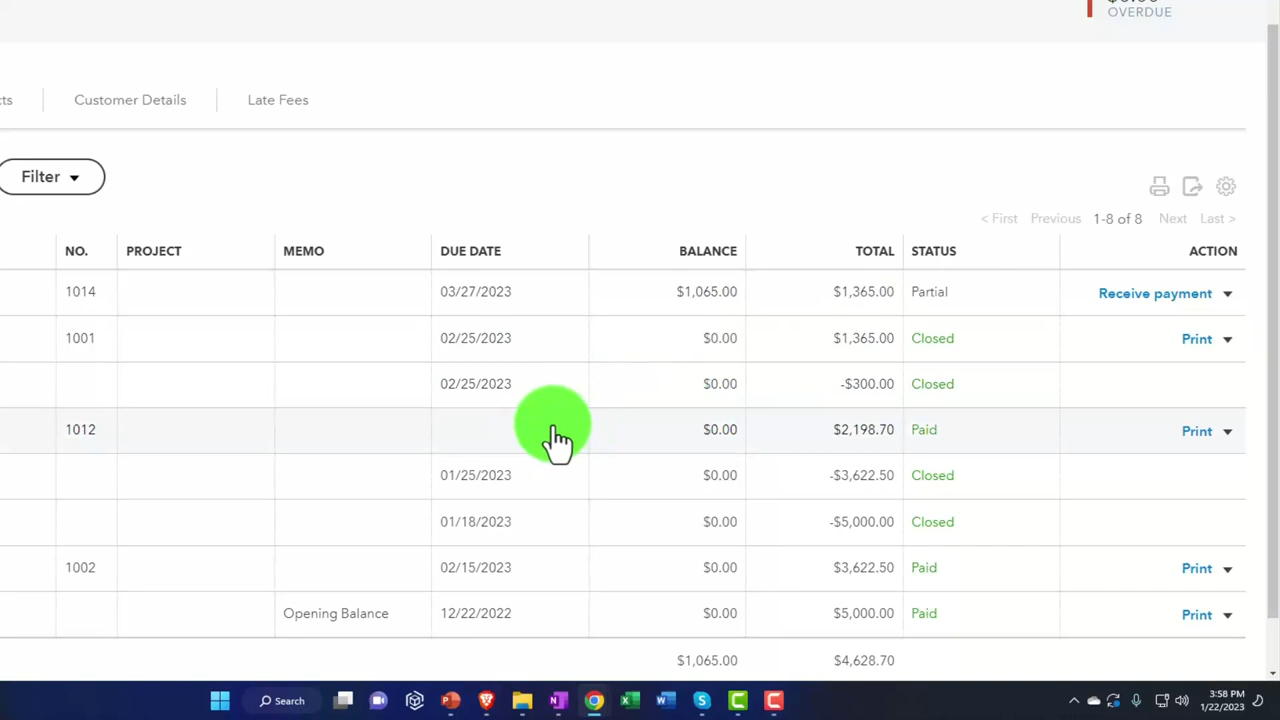 OVERDUE
cts
Customer Details
Late Fees
Filter
< First Previous 1-8 of 8 Next Last >
NO. PROJECT MEMO DUE DATE BALANCE TOTAL STATUS ACTION
1014 03/27/2023 $1,065.00 $1,365.00 Partial Receive payment
1001 02/25/2023 $0.00 $1,365.00 Closed Print
02/25/2023 $0.00 -$300.00 Closed
1012 $0.00 $2,198.70 Paid Print
01/25/2023 $0.00 -$3,622.50 Closed
01/18/2023 $0.00 -$5,000.00 Closed
1002 02/15/2023 $0.00 $3,622.50 Paid Print
Opening Balance 12/22/2022 $0.00 $5,000.00 Paid Print
$1,065.00 $4,628.70
Search
3:58 PM
1/22/2023